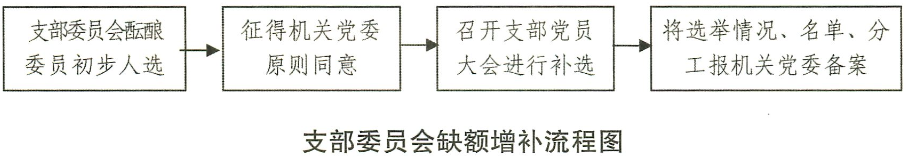 支部委员会酝酿
委员初步人选
征得机关党委
原则同意
召开支部党员
大会进行补选
将选举情况、名单、分
工报机关党委备案
支部委员会缺额增补流程图